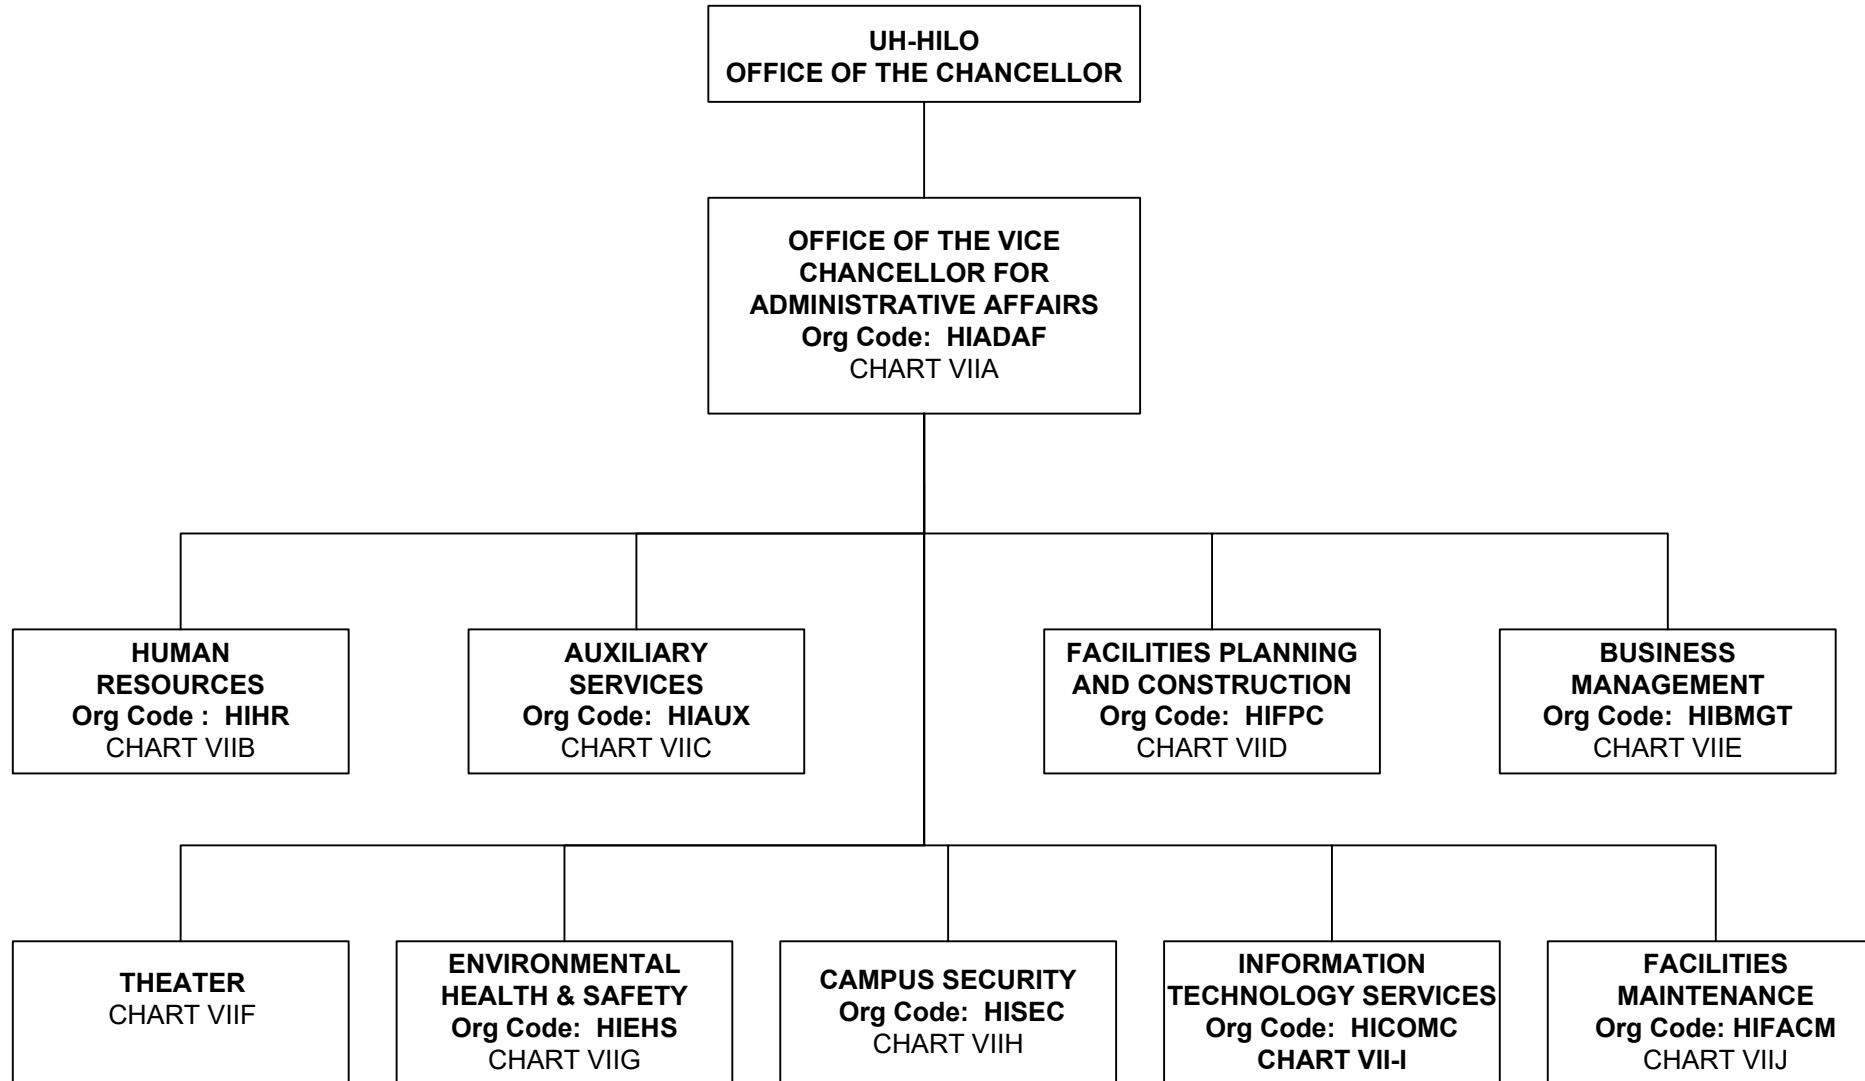 UH-HILO
OFFICE OF THE CHANCELLOR
OFFICE OF THE VICE
CHANCELLOR FOR
ADMINISTRATIVE AFFAIRS
Org Code:  HIADAF
CHART VIIA
HUMAN
RESOURCES
Org Code :  HIHR
CHART VIIB
AUXILIARY
SERVICES
Org Code:  HIAUX
CHART VIIC
FACILITIES PLANNING
AND CONSTRUCTION
Org Code:  HIFPC
CHART VIID
BUSINESS
MANAGEMENT
Org Code:  HIBMGT
CHART VIIE
THEATER
CHART VIIF
ENVIRONMENTAL
HEALTH & SAFETY
Org Code:  HIEHS
CHART VIIG
CAMPUS SECURITY
Org Code:  HISEC
CHART VIIH
INFORMATION
TECHNOLOGY SERVICES
Org Code:  HICOMC
CHART VII-I
FACILITIES
MAINTENANCE
Org Code: HIFACM
CHART VIIJ